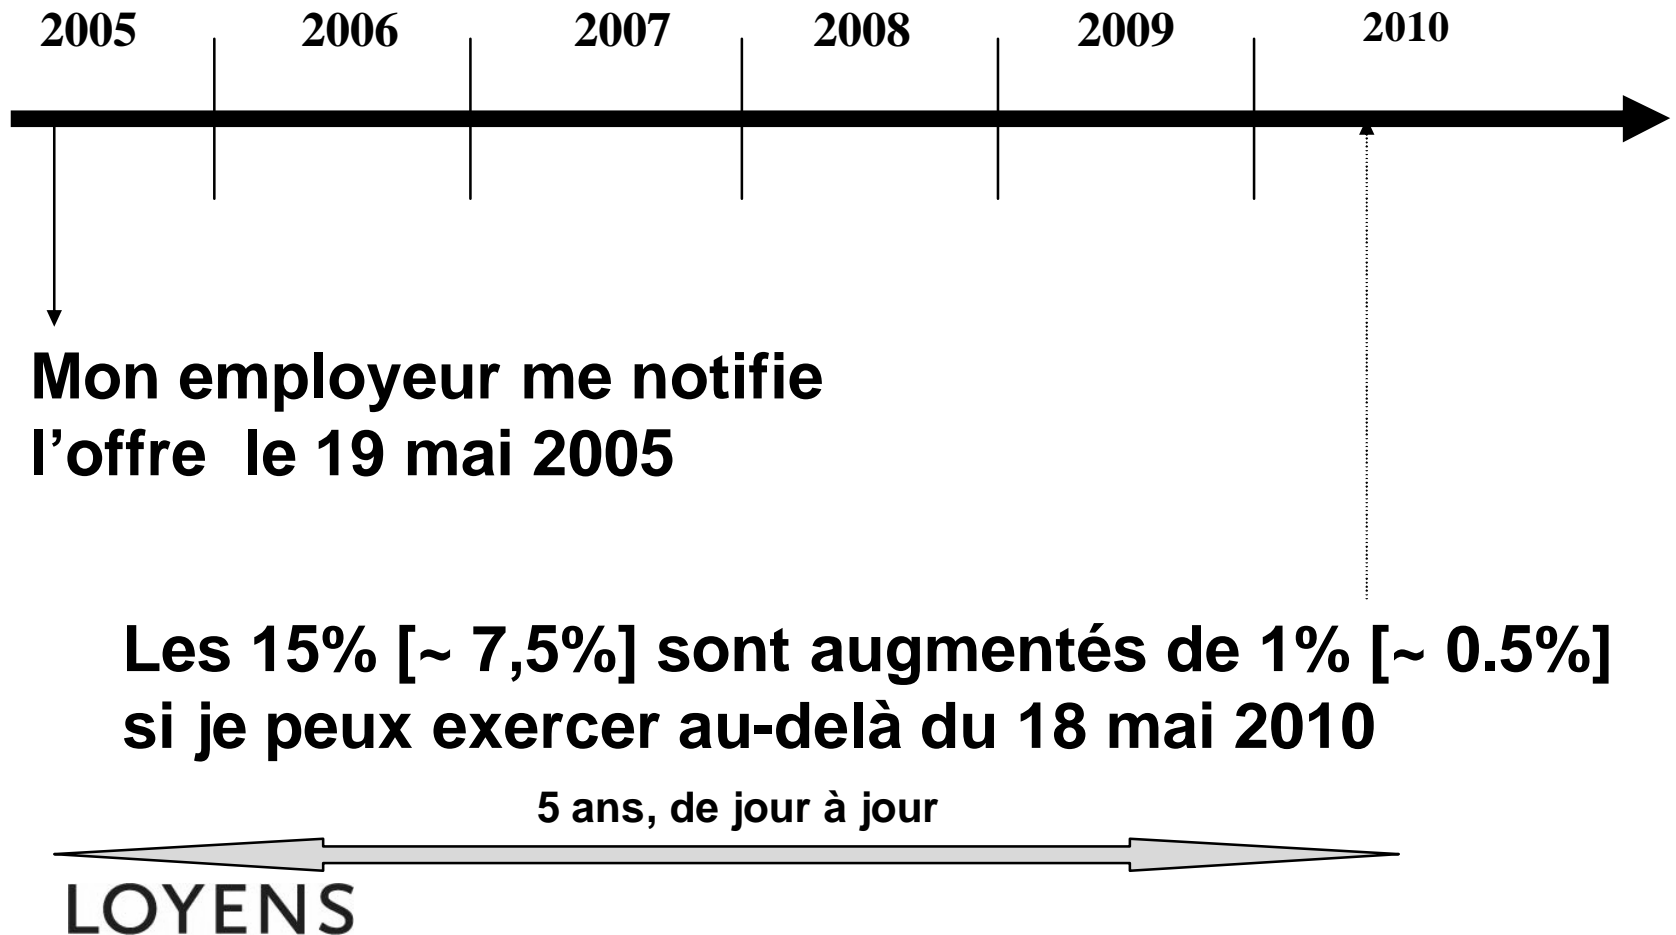 2005 2006 2007 2008 2009 2010
Mon employeur me notifie
l’offre le 19 mai 2005
Les 15% [~ 7,5%] sont augmentés de 1% [~ 0.5%]
si je peux exercer au-delà du 18 mai 2010
5 ans, de jour à jour
LOYENS